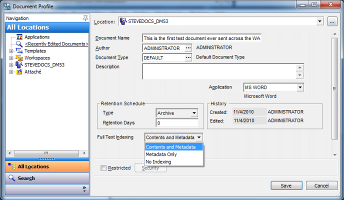 Document Profile
Navigation
All Locations
Applications
<Recently Edited Documents>
Templates
Workspaces
STEVEDOCS_DMS3
Attaché
All Locations
Search
Location: STEVEDOCS_DMS3
Document Name This is the first test document ever sent across the WA
Author ADMINISTRATOR ADMINISTRATOR
Document Type DEFAULT Default Document Type
Description
Application MS WORD
Microsoft Word
Retention Schedule
Type Archive
Retention Days 0
History
Created: 11/4/2010 ADMINISTRATOR
Edited: 11/4/2010 ADMINISTRATOR
Full Text Indexing Contents and Metadata
Contents and Metadata
Metadata Only
No Indexing
Restricted Security
Save Cancel